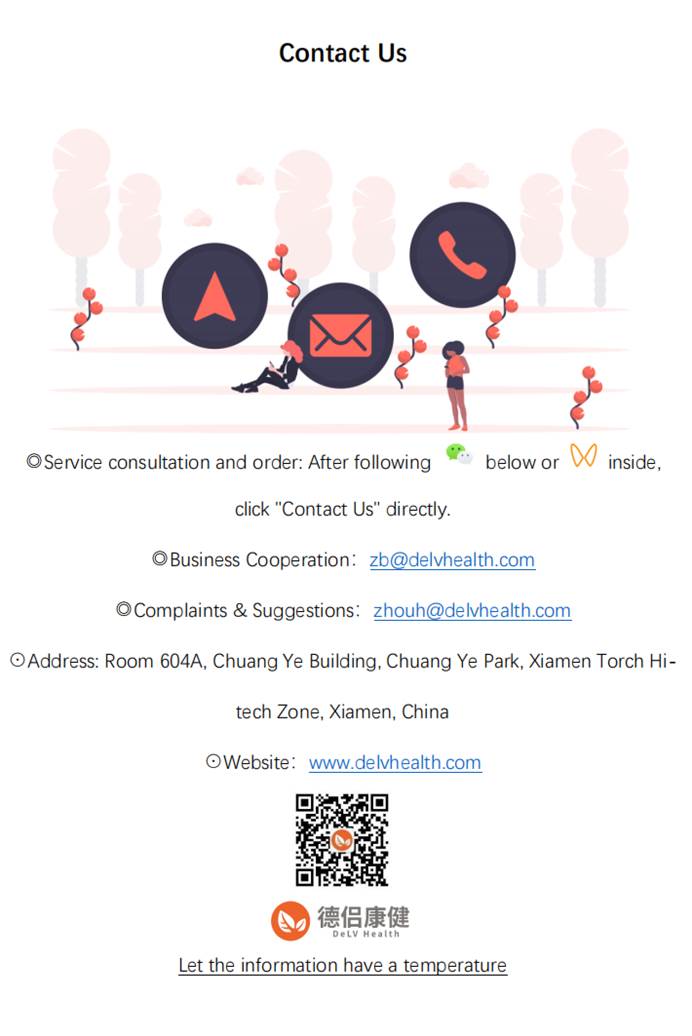 Contact Us
◎Service consultation and order: After following below or inside,
click "Contact Us" directly.
◎Business Cooperation： zb@delvhealth.com
◎Complaints & Suggestions： zhouh@delvhealth.com
⊙Address: Room 604A, Chuang Ye Building, Chuang Ye Park, Xiamen Torch Hi-
tech Zone, Xiamen, China
⊙Website： www.delvhealth.com
德侣康健
DeLV Health
Let the information have a temperature